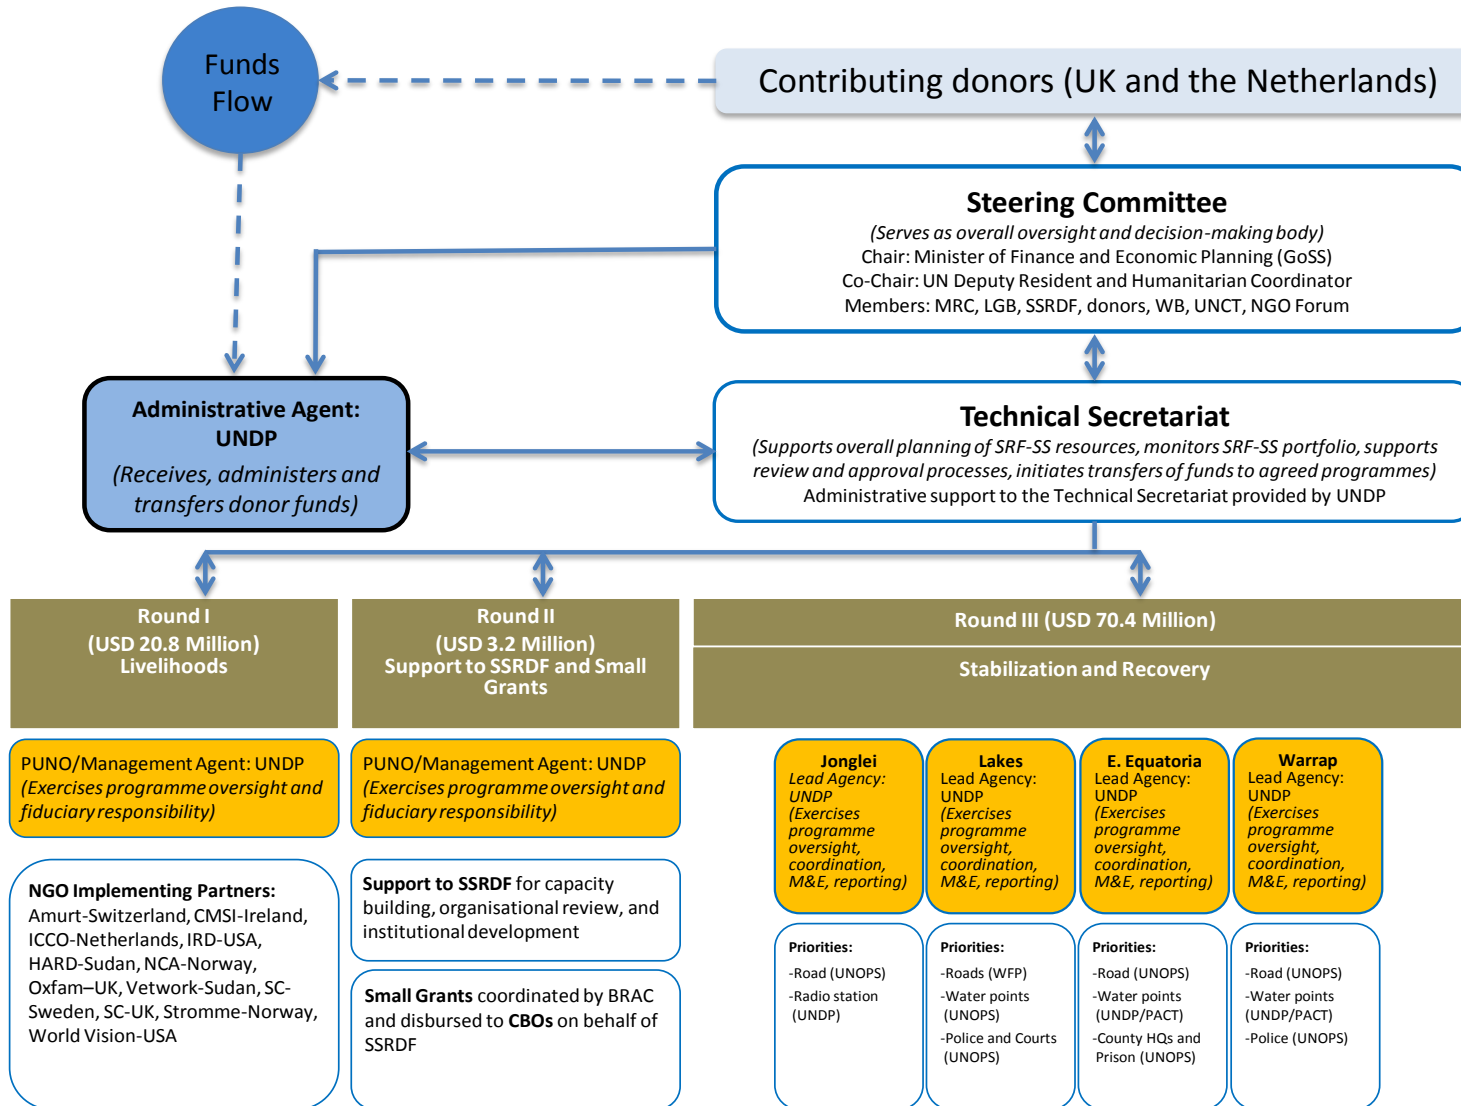 Funds
Flow
Contributing donors (UK and the Netherlands)
Steering Committee
(Serves as overall oversight and decision-making body)
Chair: Minister of Finance and Economic Planning (GoSS)
Co-Chair: UN Deputy Resident and Humanitarian Coordinator
Members: MRC, LGB, SSRDF, donors, WB, UNCT, NGO Forum
Administrative Agent:
UNDP
(Receives, administers and
transfers donor funds)
Technical Secretariat
(Supports overall planning of SRF-SS resources, monitors SRF-SS portfolio, supports
review and approval processes, initiates transfers of funds to agreed programmes)
Administrative support to the Technical Secretariat provided by UNDP
Round I
(USD 20.8 Million)
Livelihoods
Round II
(USD 3.2 Million)
Support to SSRDF and Small
Grants
Round III (USD 70.4 Million)
Stabilization and Recovery
PUNO/Management Agent: UNDP
(Exercises programme oversight and
fiduciary responsibility)
PUNO/Management Agent: UNDP
(Exercises programme oversight and
fiduciary responsibility)
Jonglei
Lead Agency:
UNDP
(Exercises
programme
oversight,
coordination,
M&E, reporting)
Lakes
Lead Agency:
UNDP
(Exercises
programme
oversight,
coordination,
M&E, reporting)
E. Equatoria
Lead Agency:
UNDP
(Exercises
programme
oversight,
coordination,
M&E, reporting)
Warrap
Lead Agency:
UNDP
(Exercises
programme
oversight,
coordination,
M&E, reporting)
NGO Implementing Partners:
Amurt-Switzerland, CMSI-Ireland,
ICCO-Netherlands, IRD-USA,
HARD-Sudan, NCA-Norway,
Oxfam–UK, Vetwork-Sudan, SC-
Sweden, SC-UK, Stromme-Norway,
World Vision-USA
Support to SSRDF for capacity
building, organisational review, and
institutional development
Small Grants coordinated by BRAC
and disbursed to CBOs on behalf of
SSRDF
Priorities:
-Road (UNOPS)
-Radio station
(UNDP)
Priorities:
-Roads (WFP)
-Water points
(UNOPS)
-Police and Courts
(UNOPS)
Priorities:
-Road (UNOPS)
-Water points
(UNDP/PACT)
-County HQs and
Prison (UNOPS)
Priorities:
-Road (UNOPS)
-Water points
(UNDP/PACT)
-Police (UNOPS)